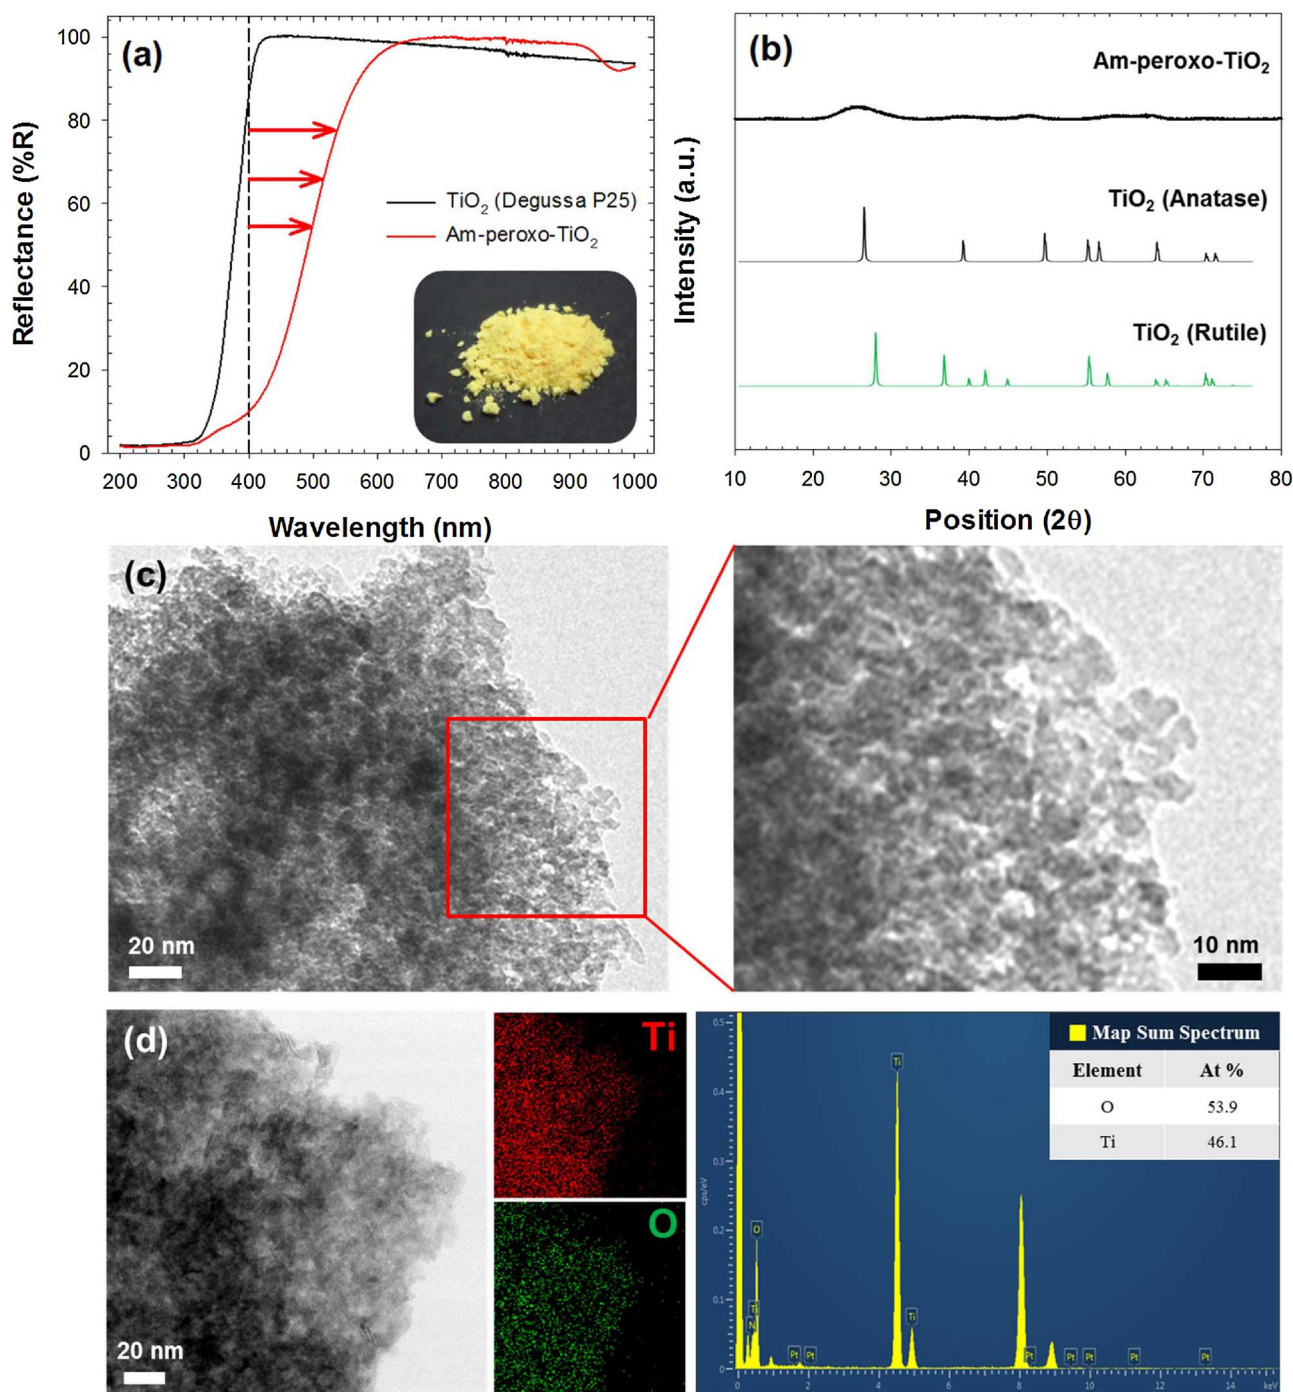 (a)
100
80
60
40
20
0
Reflectance (%R)
TiO2 (Degussa P25)
Am-peroxo-TiO2
200 300 400 500 600 700 800 900 1000
Wavelength (nm)
(b)
Am-peroxo-TiO2
TiO2 (Anatase)
TiO2 (Rutile)
Intensity (a.u.)
10 20 30 40 50 60 70 80
Position (2θ)
(c)
20 nm
10 nm
(d)
20 nm
Ti
O
Map Sum Spectrum
Element At %
O 53.9
Ti 46.1
0.5
0.4
0.3
0.2
0.1
0
cps/eV
Ti
O
Ti
N
Ti
Pt Pt Pt Pt Pt Pt Pt
0 2 4 6 8 10 12 14 keV